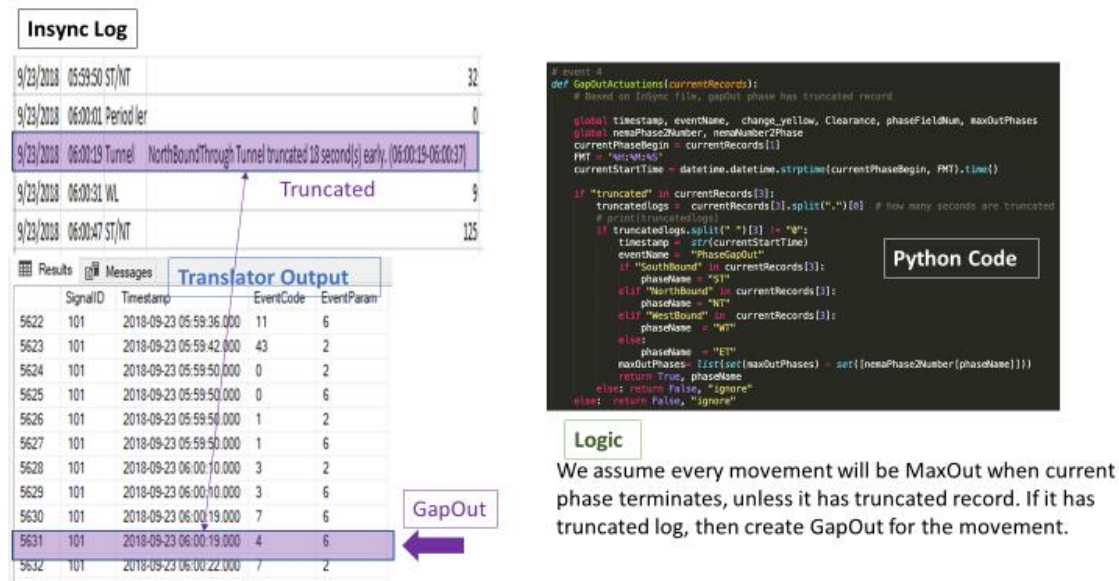 Insync Log
9/23/2018 05:59:50 ST/NT 32
9/23/2018 06:00:01 Period ler 0
9/23/2018 06:00:19 Tunnel NorthBoundThrough Tunnel truncated 18 second(s) early. (06:00:19-06:00:37)
Truncated
9/23/2018 06:00:31 WL 9
9/23/2018 06:00:47 ST/NT 125
Results Messages
Translator Output
SignalID Timestamp EventCode EventParam
5622 101 2018-09-23 05:59:36.000 11 6
5623 101 2018-09-23 05:59:42.000 43 2
5624 101 2018-09-23 05:59:50.000 0 2
5625 101 2018-09-23 05:59:50.000 0 6
5626 101 2018-09-23 05:59:50.000 1 2
5627 101 2018-09-23 05:59:50.000 1 6
5628 101 2018-09-23 06:00:10.000 3 2
5629 101 2018-09-23 06:00:10.000 3 6
5630 101 2018-09-23 06:00:19.000 7 6
5631 101 2018-09-23 06:00:19.000 4 6
5632 101 2018-09-23 06:00:22.000 7 2
GapOut
# event 4
def GapOutActuations(currentRecords):
# Based on InSync file, gapOut phase has truncated record
global timestamp, eventName, change_yellow, Clearance, phaseFieldNum, maxOutPhases
global nemaPhase2Number, nemaNumber2Phase
currentPhaseBegin = currentRecords[1]
FMT = '%H:%M:%S'
currentStartTime = datetime.datetime.strptime(currentPhaseBegin, FMT).time()
if "truncated" in currentRecords[3]:
truncatedlogs = currentRecords[3].split(".")[0] # how many seconds are truncated
# print(truncatedlogs)
if truncatedlogs.split(" ")[3] != "0":
timestamp = str(currentStartTime)
eventName = "PhaseGapOut"
if "SouthBound" in currentRecords[3]:
phaseName = "ST"
elif "NorthBound" in currentRecords[3]:
phaseName = "NT"
elif "WestBound" in currentRecords[3]:
phaseName = "WT"
else:
phaseName = "ET"
maxOutPhases= list(set(maxOutPhases) - set([nemaPhase2Number[phaseName]]))
return True, phaseName
else: return False, "ignore"
else: return False, "ignore"
Python Code
Logic
We assume every movement will be MaxOut when current
phase terminates, unless it has truncated record. If it has
truncated log, then create GapOut for the movement.